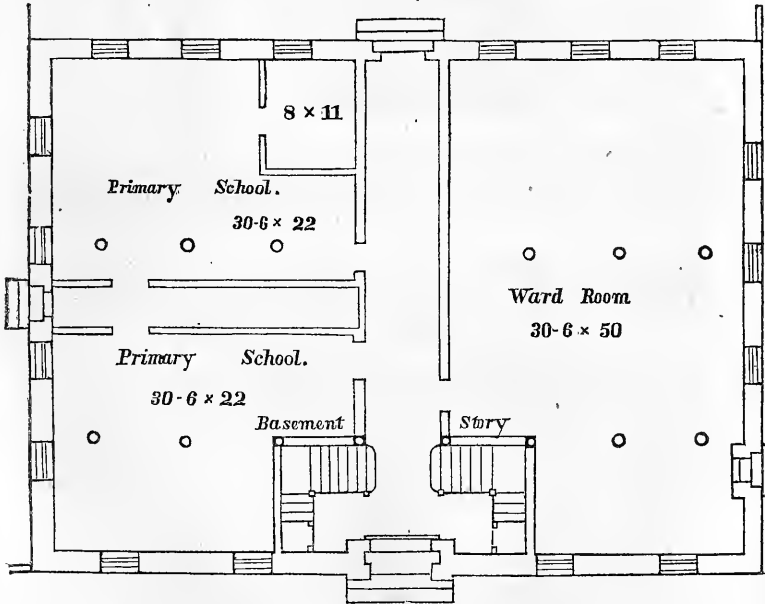 8 × 11
Primary School.
30-6 × 22
Ward Room
30-6 × 50
Primary School.
30-6 × 22
Basement Story